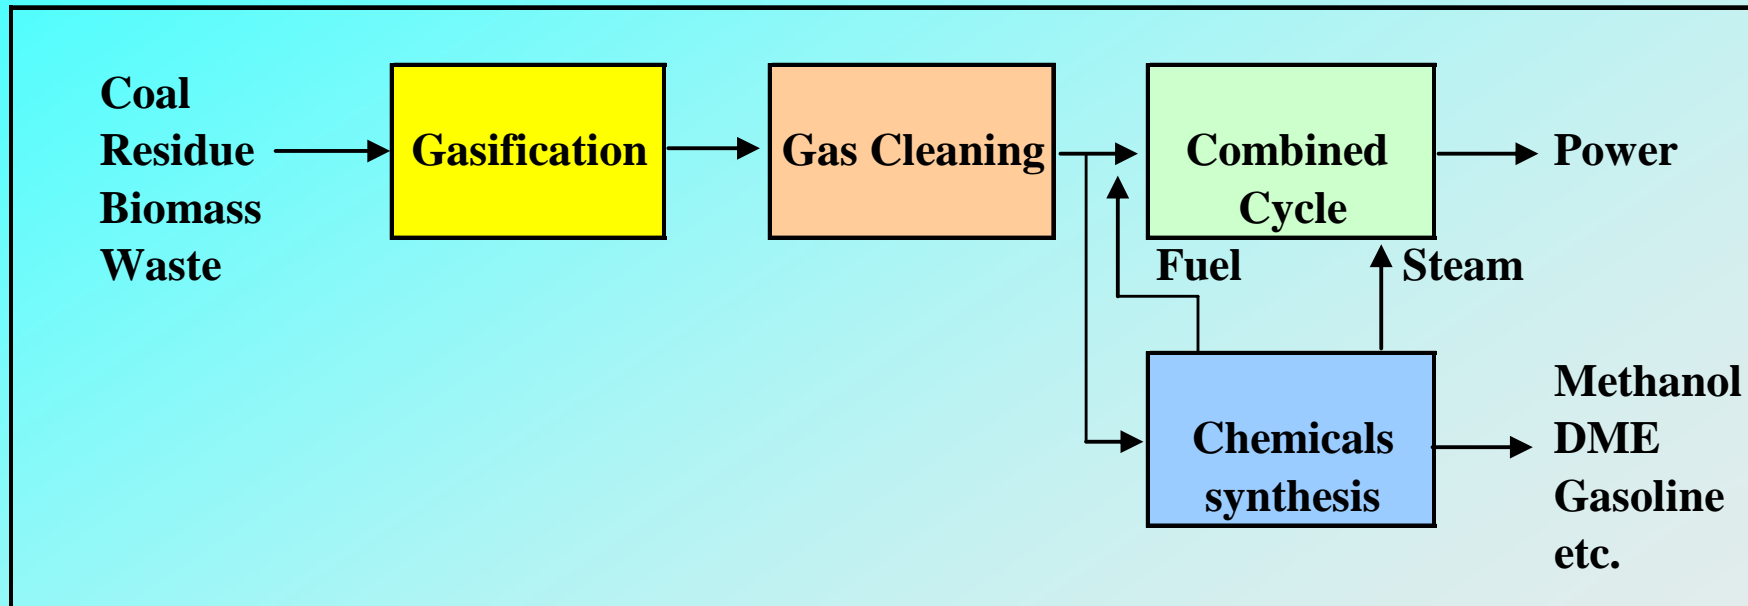 Coal
Residue
Biomass
Waste
Gasification
Gas Cleaning
Combined
Cycle
Power
Fuel
Steam
Chemicals
synthesis
Methanol
DME
Gasoline
etc.